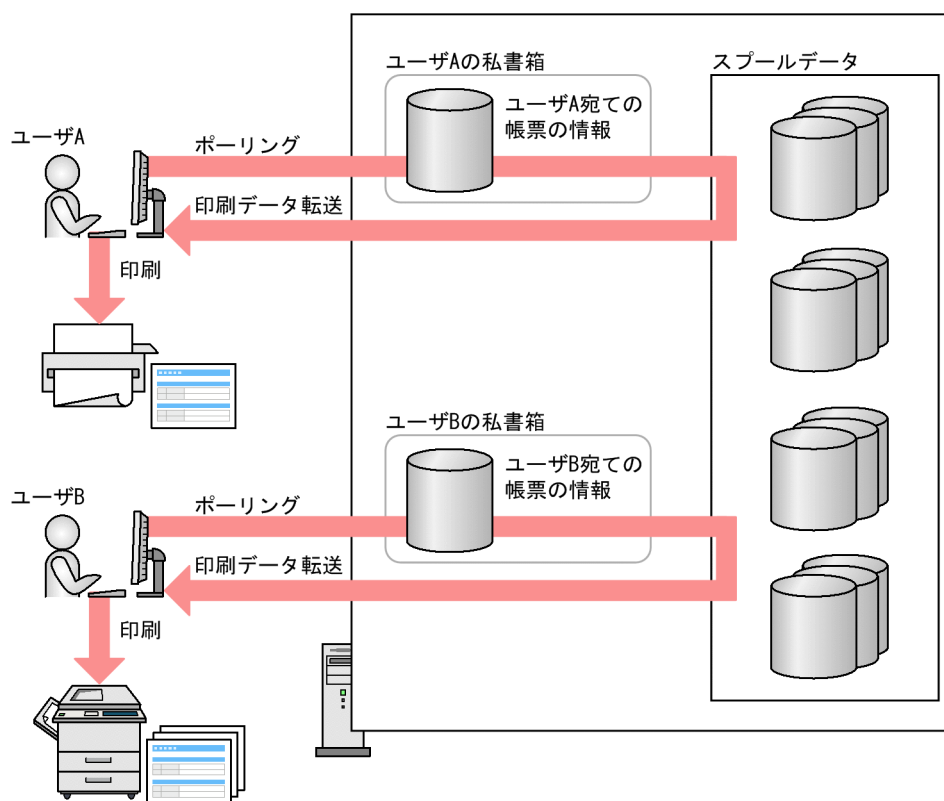 ユーザAの私書箱
スプールデータ
ユーザA宛ての
帳票の情報
ユーザA
ポーリング
印刷データ転送
印刷
ユーザBの私書箱
ユーザB宛ての
帳票の情報
ユーザB
ポーリング
印刷データ転送
印刷